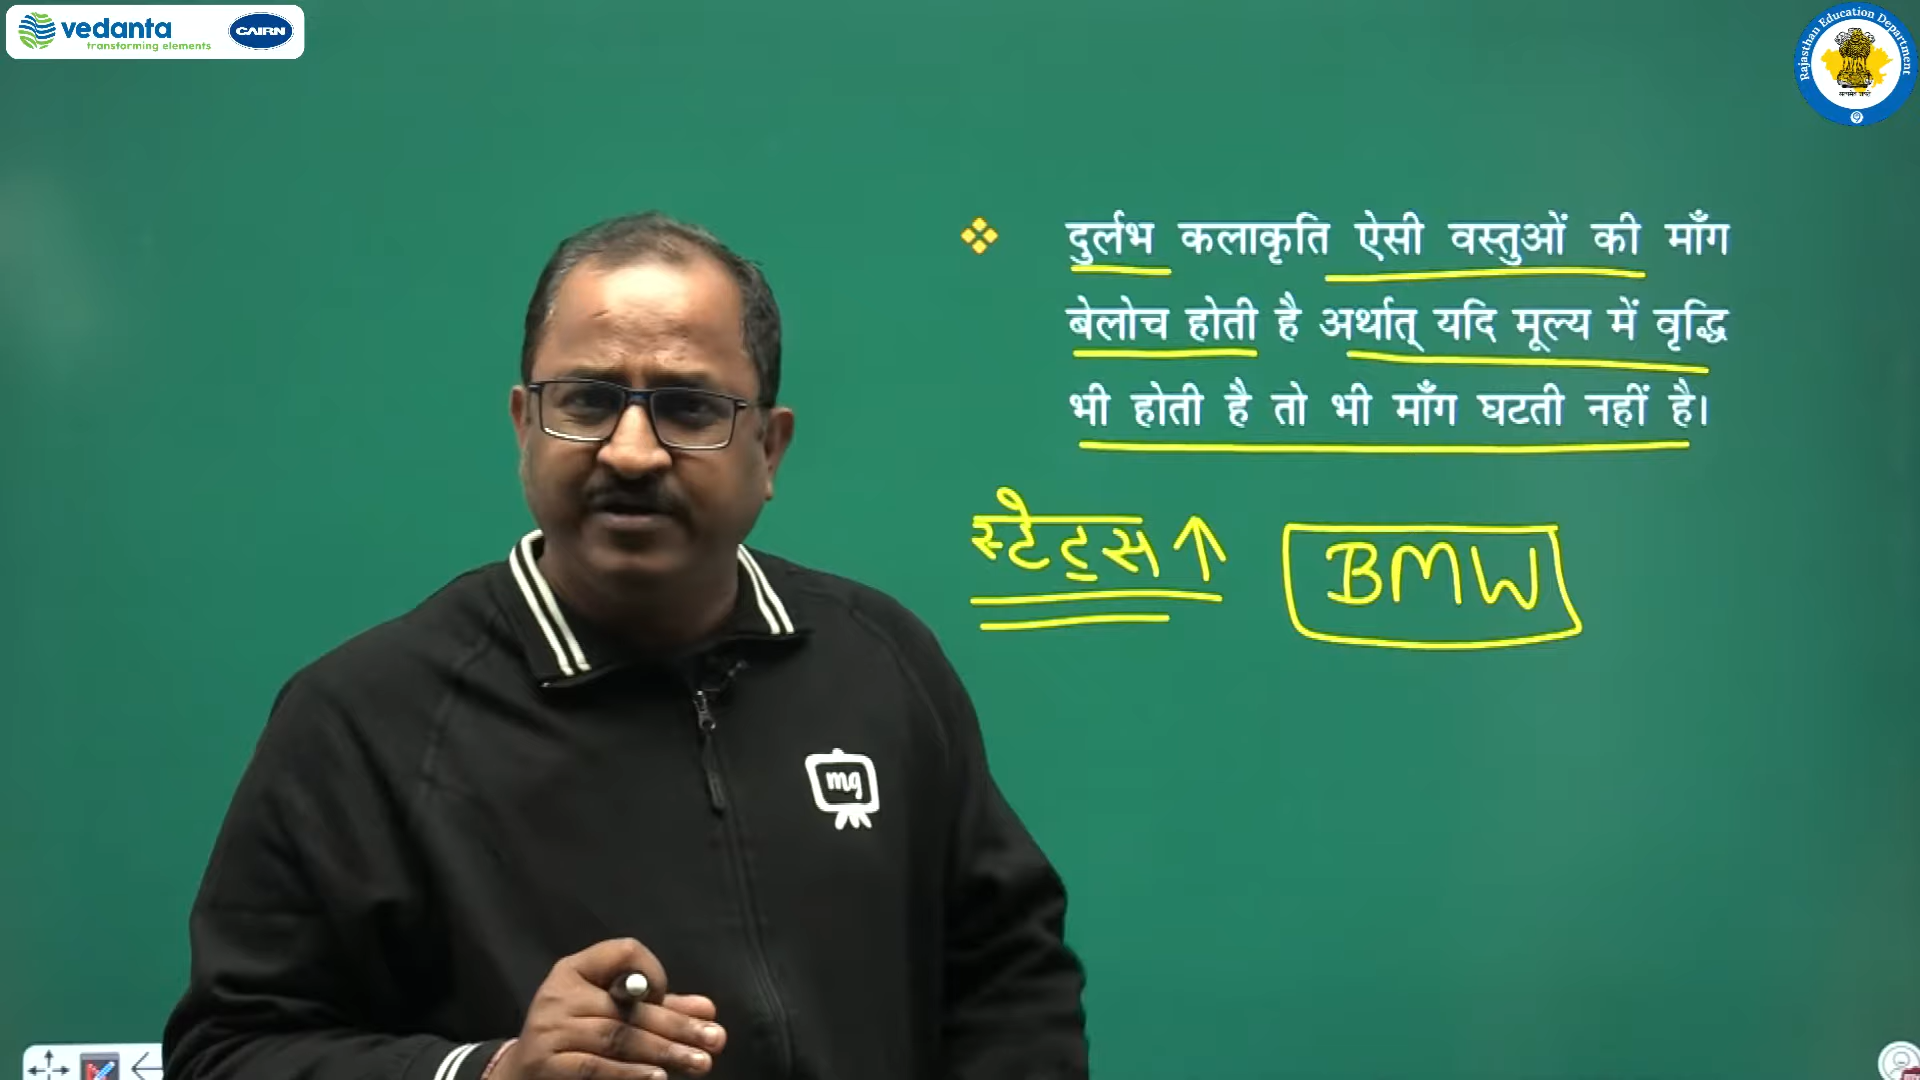 vedanta
transforming elements
CAIRN
Rajasthan Education Department
दुर्लभ कलाकृति ऐसी वस्तुओं की माँग
बेलोच होती है अर्थात् यदि मूल्य में वृद्धि
भी होती है तो भी माँग घटती नहीं है।
स्टेटस ↑
BMW
mg